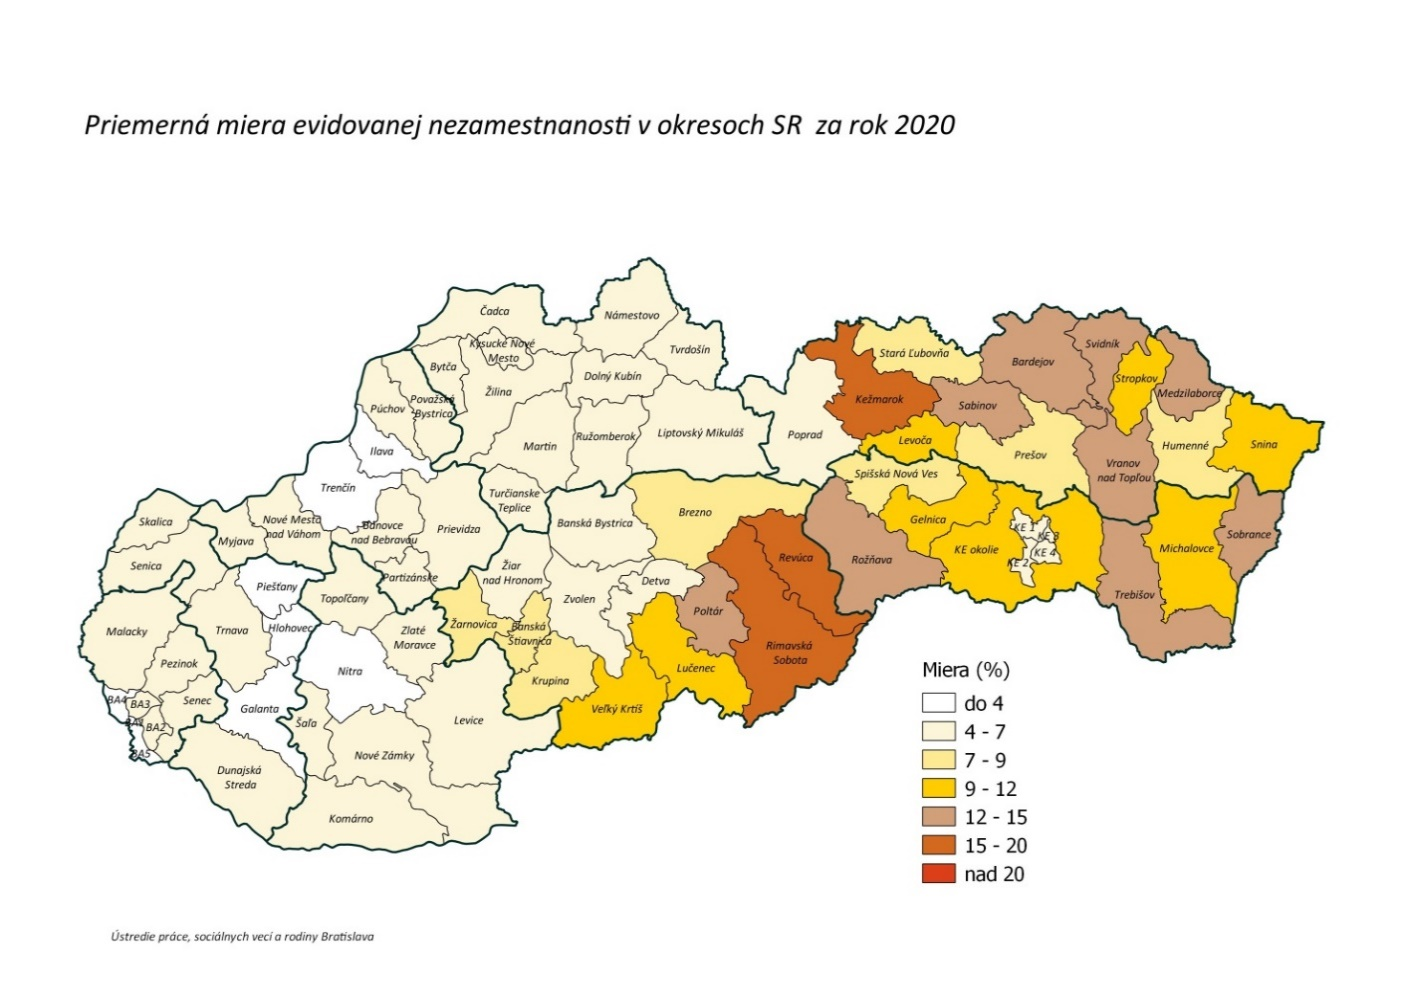 Priemerná miera evidovanej nezamestnanosti v okresoch SR za rok 2020
Čadca
Námestovo
Kysucké Nové
Mesto
Tvrdošín
Bytča
Dolný Kubín
Žilina
Púchov
Považská
Bystrica
Martin
Ružomberok
Liptovský Mikuláš
Poprad
Kežmarok
Stará Ľubovňa
Bardejov
Svidník
Stropkov
Medzilaborce
Sabinov
Levoča
Prešov
Humenné
Snina
Vranov
nad Topľou
Ilava
Trenčín
Spišská Nová Ves
Turčianske
Teplice
Brezno
Banská Bystrica
Gelnica
Skalica
Myjava
Nové Mesto
nad Váhom
Bánovce
nad Bebravou
Prievidza
KE 1
KE 3
KE 4
KE 2
KE okolie
Michalovce
Sobrance
Senica
Piešťany
Partizánske
Žiar
nad Hronom
Detva
Revúca
Rožňava
Trebišov
Topoľčany
Zvolen
Poltár
Malacky
Trnava
Hlohovec
Zlaté
Moravce
Žarnovica
Banská
Štiavnica
Rimavská
Sobota
Pezinok
Nitra
Krupina
Lučenec
BA4
BA3
Senec
Galanta
Šaľa
Levice
Veľký Krtíš
BA1
BA2
BA5
Nové Zámky
Dunajská
Streda
Komárno
Miera (%)
do 4
4 - 7
7 - 9
9 - 12
12 - 15
15 - 20
nad 20
Ústredie práce, sociálnych vecí a rodiny Bratislava